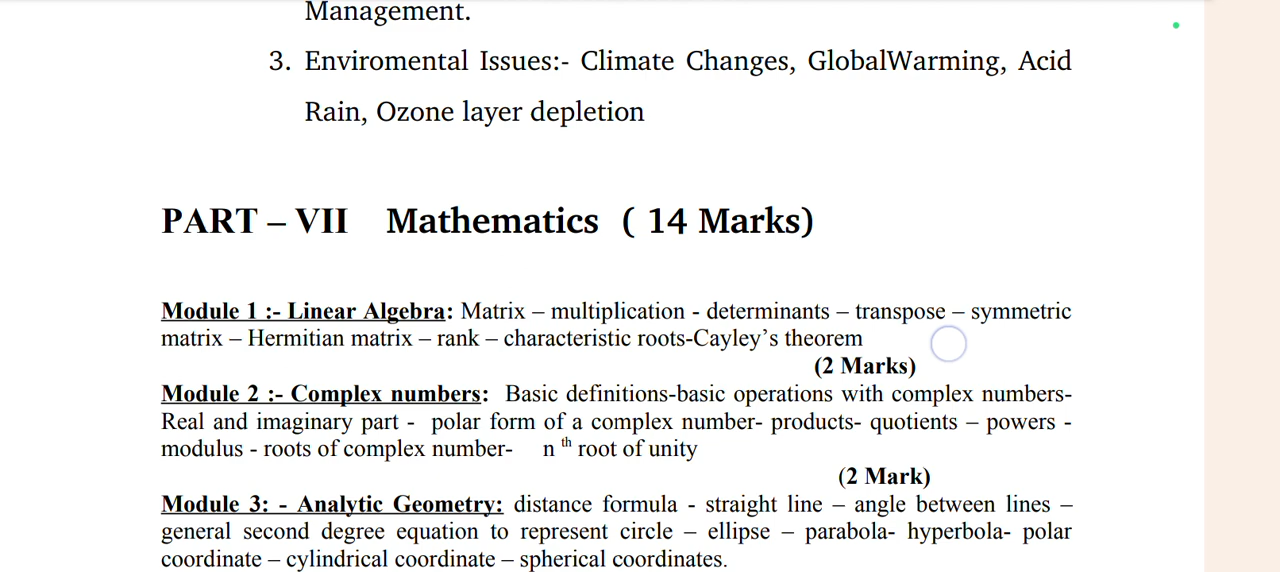 Management.
3. Enviromental Issues:- Climate Changes, GlobalWarming, Acid
Rain, Ozone layer depletion
PART – VII Mathematics ( 14 Marks)
Module 1 :- Linear Algebra: Matrix – multiplication - determinants – transpose – symmetric
matrix – Hermitian matrix – rank – characteristic roots-Cayley’s theorem
(2 Marks)
Module 2 :- Complex numbers: Basic definitions-basic operations with complex numbers-
Real and imaginary part - polar form of a complex number- products- quotients – powers -
modulus - roots of complex number- n th root of unity
(2 Mark)
Module 3: - Analytic Geometry: distance formula - straight line – angle between lines –
general second degree equation to represent circle – ellipse – parabola- hyperbola- polar
coordinate – cylindrical coordinate – spherical coordinates.